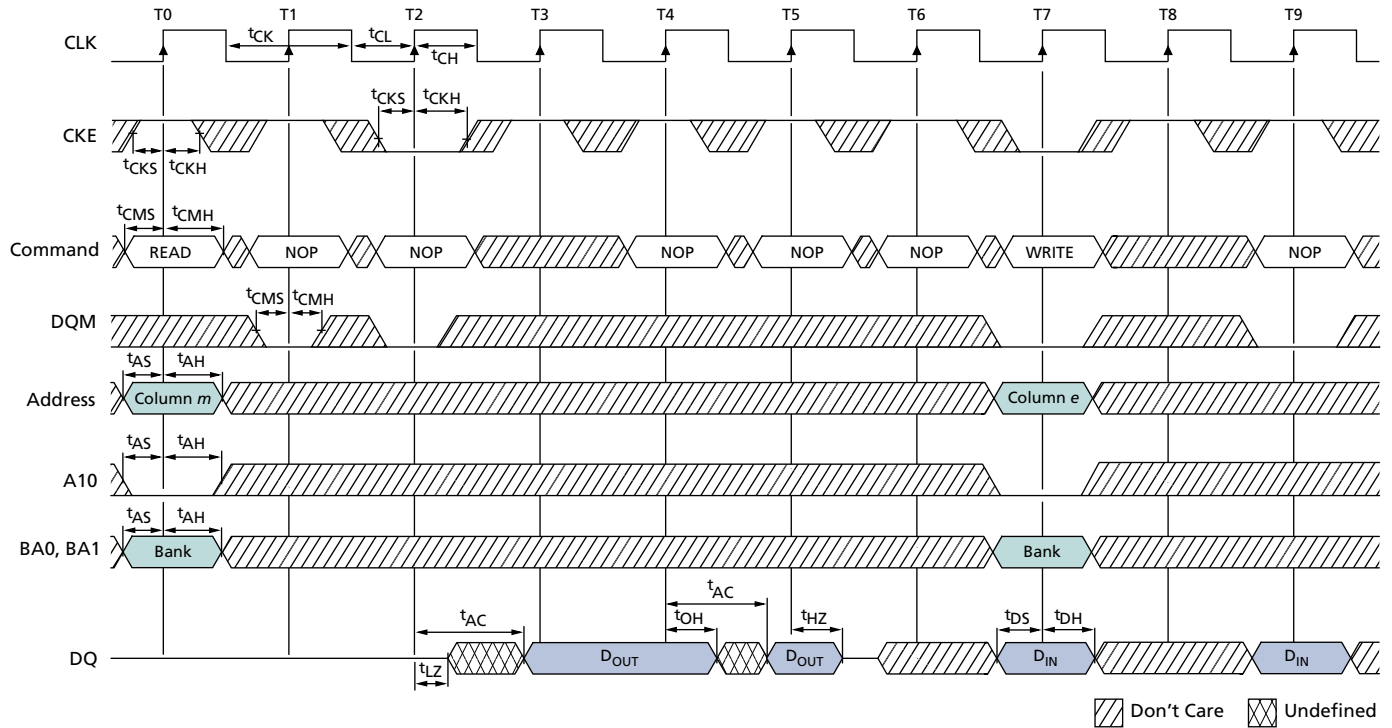 T0 T1 T2 T3 T4 T5 T6 T7 T8 T9
CLK tCK tCL tCH
tCKS tCKH
CKE
tCKS tCKH
tCMS tCMH
Command READ NOP NOP NOP NOP NOP WRITE NOP
tCMS tCMH
DQM
tAS tAH
Address Column m Column e
tAS tAH
A10
tAS tAH
BA0, BA1 Bank Bank
tAC
tAC tOH tHZ tDS tDH
DQ DOUT DOUT DIN DIN
tLZ
Don't Care Undefined